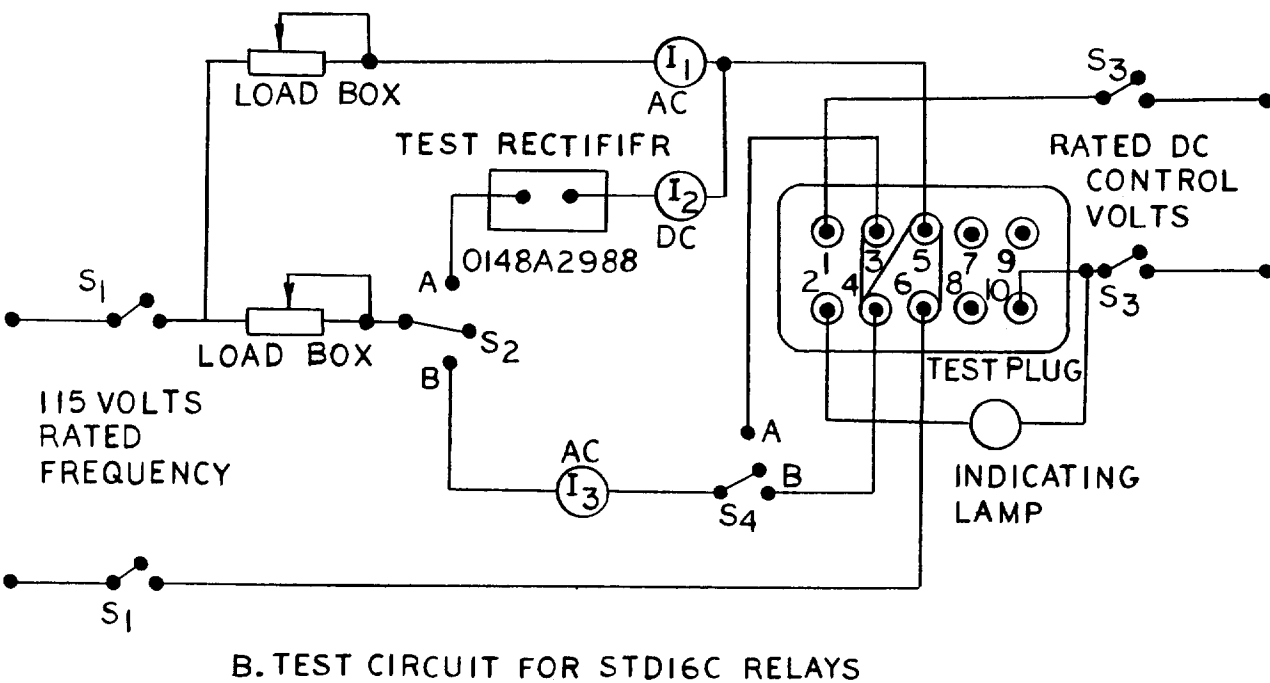 LOAD BOX
I1
AC
TEST RECTIFIFR
I2
DC
0148A2988
A
S1
LOAD BOX
S2
B
115 VOLTS
RATED
FREQUENCY
AC
I3
A
B
S4
S1
S3
RATED DC
CONTROL
VOLTS
S3
1 3 5 7 9
2 4 6 8 10
TEST PLUG
INDICATING
LAMP
B. TEST CIRCUIT FOR STD16C RELAYS